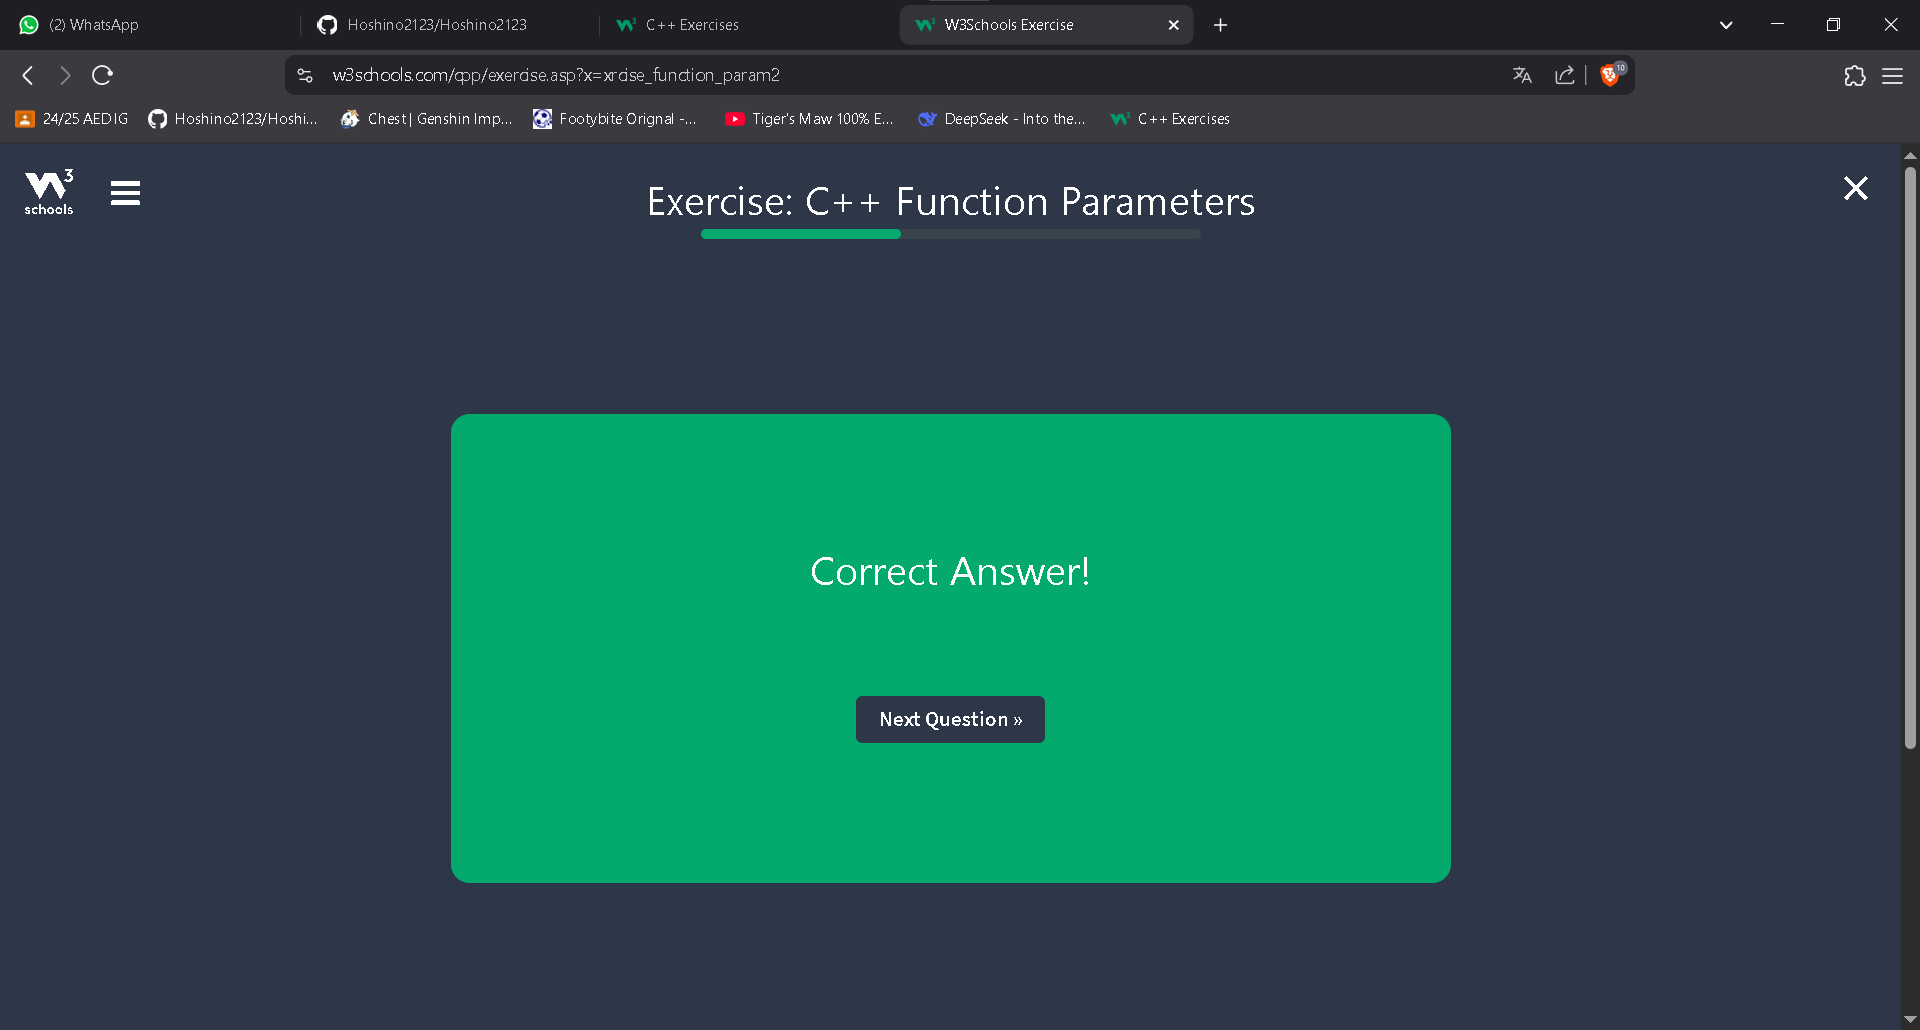 (2) WhatsApp
Hoshino2123/Hoshino2123
C++ Exercises
W3Schools Exercise
w3schools.com/cpp/exercise.asp?x=xrcise_function_param2
10
24/25 AEDIG
Hoshino2123/Hoshi...
Chest | Genshin Imp...
Footybite Orignal -...
Tiger's Maw 100% E...
DeepSeek - Into the...
C++ Exercises
W3 schools
Exercise: C++ Function Parameters
Correct Answer!
Next Question »